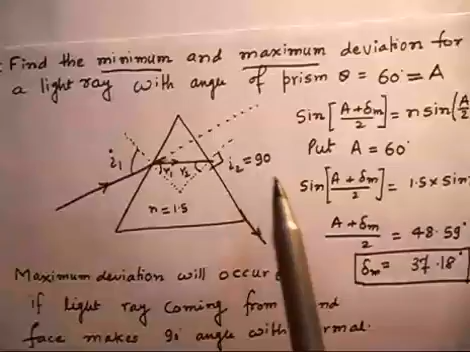 Find the minimum and maximum deviation for
a light ray with angle of prism θ = 60° = A
Sin[A+δm/2] = n sin(A/2
Put A = 60°
Sin[A+δm/2] = 1.5 x sin
A+δm/2 = 48.59°
δm = 37.18°
i1
r1 r2
i2 = 90
n = 1.5
Maximum deviation will occur
if light ray coming from
face makes 90 angle with